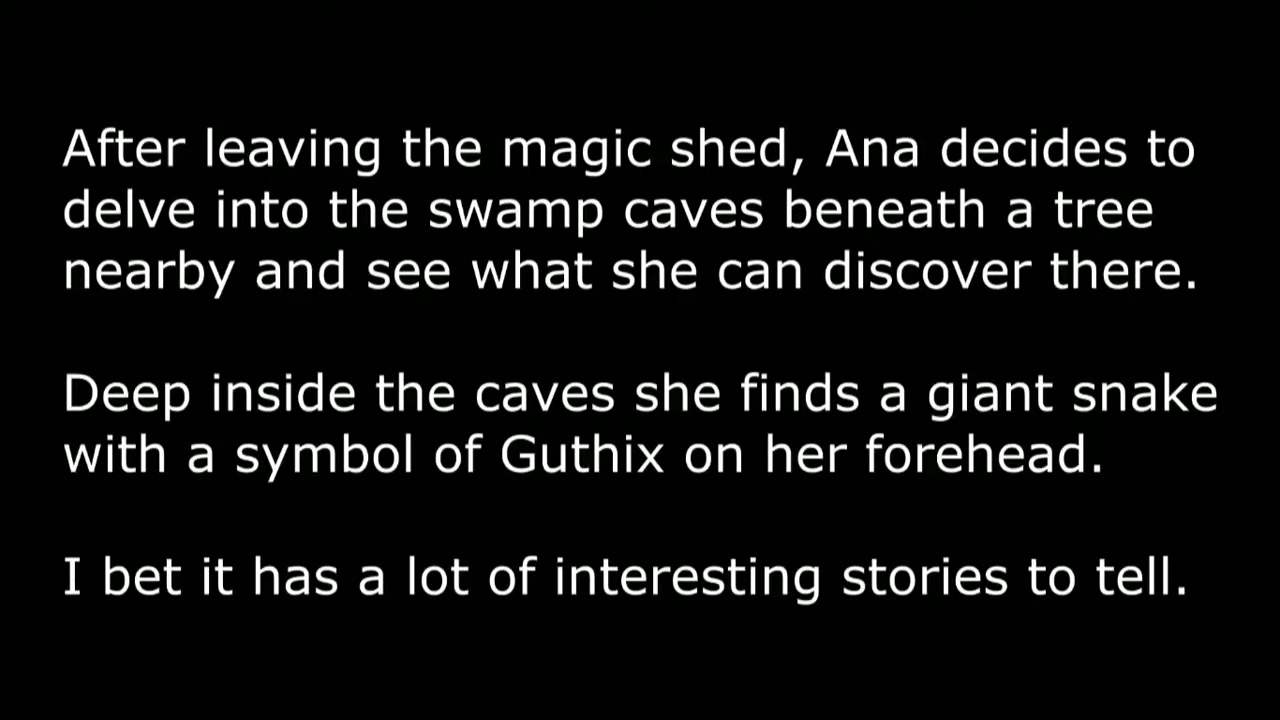 After leaving the magic shed, Ana decides to
delve into the swamp caves beneath a tree
nearby and see what she can discover there.
Deep inside the caves she finds a giant snake
with a symbol of Guthix on her forehead.
I bet it has a lot of interesting stories to tell.